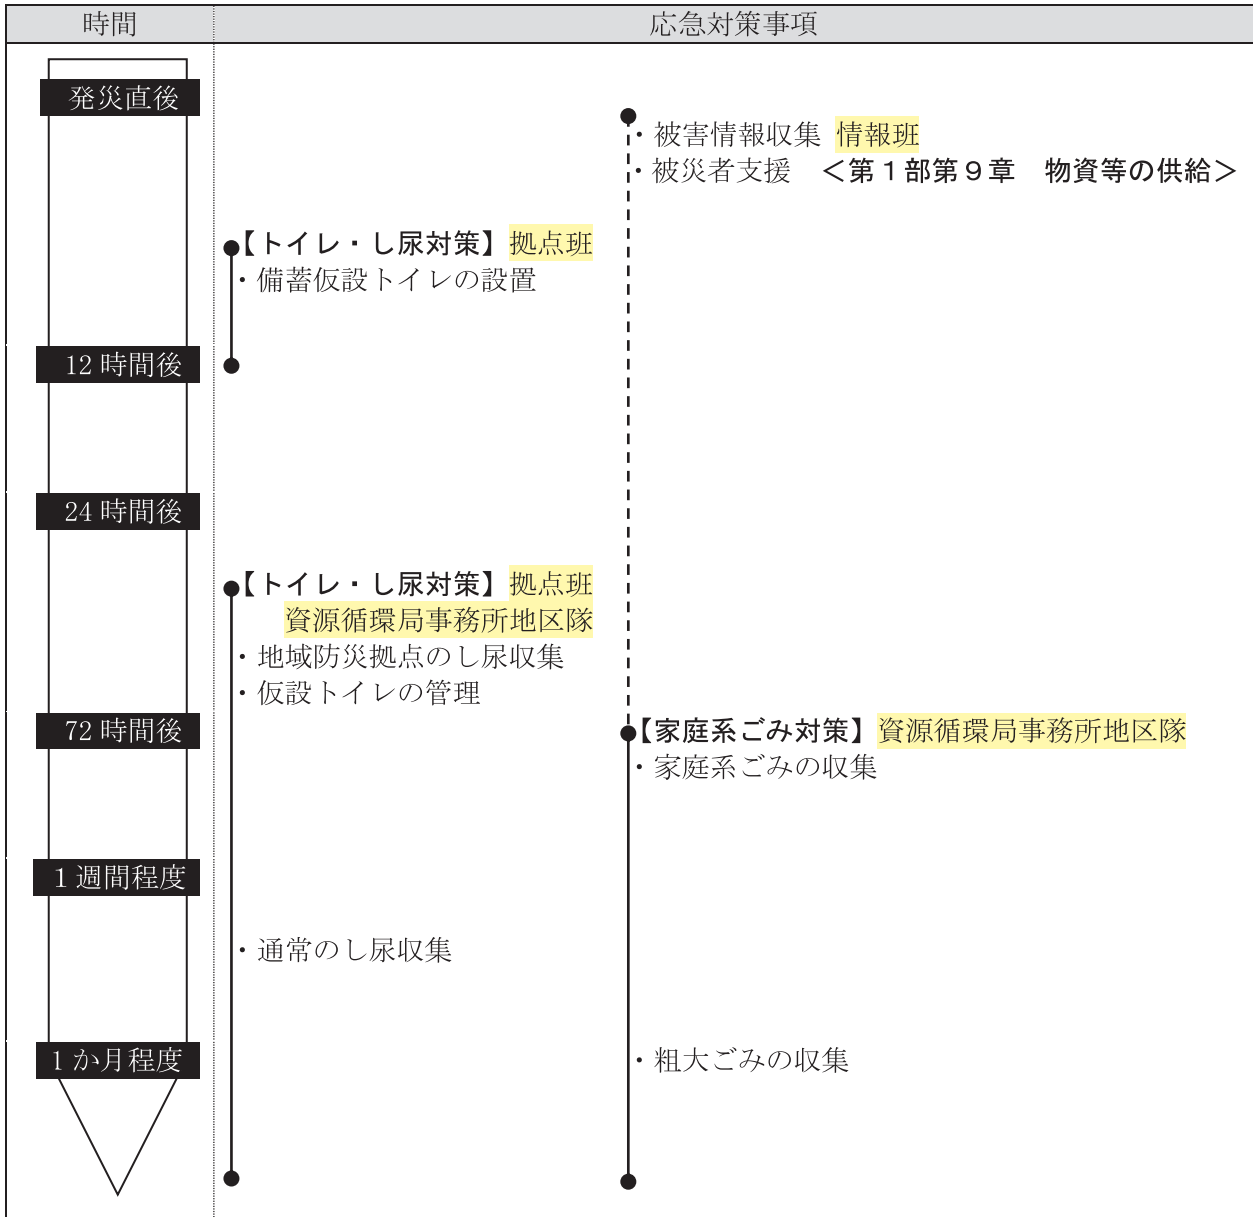 時間
応急対策事項
発災直後
・被害情報収集 情報班
・被災者支援 ＜第１部第９章 物資等の供給＞
【トイレ・し尿対策】拠点班
・備蓄仮設トイレの設置
12 時間後
24 時間後
【トイレ・し尿対策】拠点班
資源循環局事務所地区隊
・地域防災拠点のし尿収集
・仮設トイレの管理
72 時間後
【家庭系ごみ対策】資源循環局事務所地区隊
・家庭系ごみの収集
１週間程度
・通常のし尿収集
１か月程度
・粗大ごみの収集